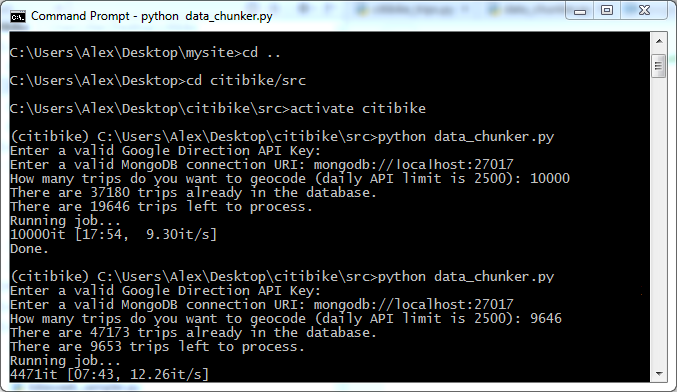 Command Prompt - python data_chunker.py
C:\Users\Alex\Desktop\mysite>cd ..
C:\Users\Alex\Desktop>cd citibike/src
C:\Users\Alex\Desktop\citibike\src>activate citibike
(citibike) C:\Users\Alex\Desktop\citibike\src>python data_chunker.py
Enter a valid Google Direction API Key:
Enter a valid MongoDB connection URI: mongodb://localhost:27017
How many trips do you want to geocode (daily API limit is 2500): 10000
There are 37180 trips already in the database.
There are 19646 trips left to process.
Running job...
10000it [17:54,  9.30it/s]
Done.
(citibike) C:\Users\Alex\Desktop\citibike\src>python data_chunker.py
Enter a valid Google Direction API Key:
Enter a valid MongoDB connection URI: mongodb://localhost:27017
How many trips do you want to geocode (daily API limit is 2500): 9646
There are 47173 trips already in the database.
There are 9653 trips left to process.
Running job...
4471it [07:43, 12.26it/s]